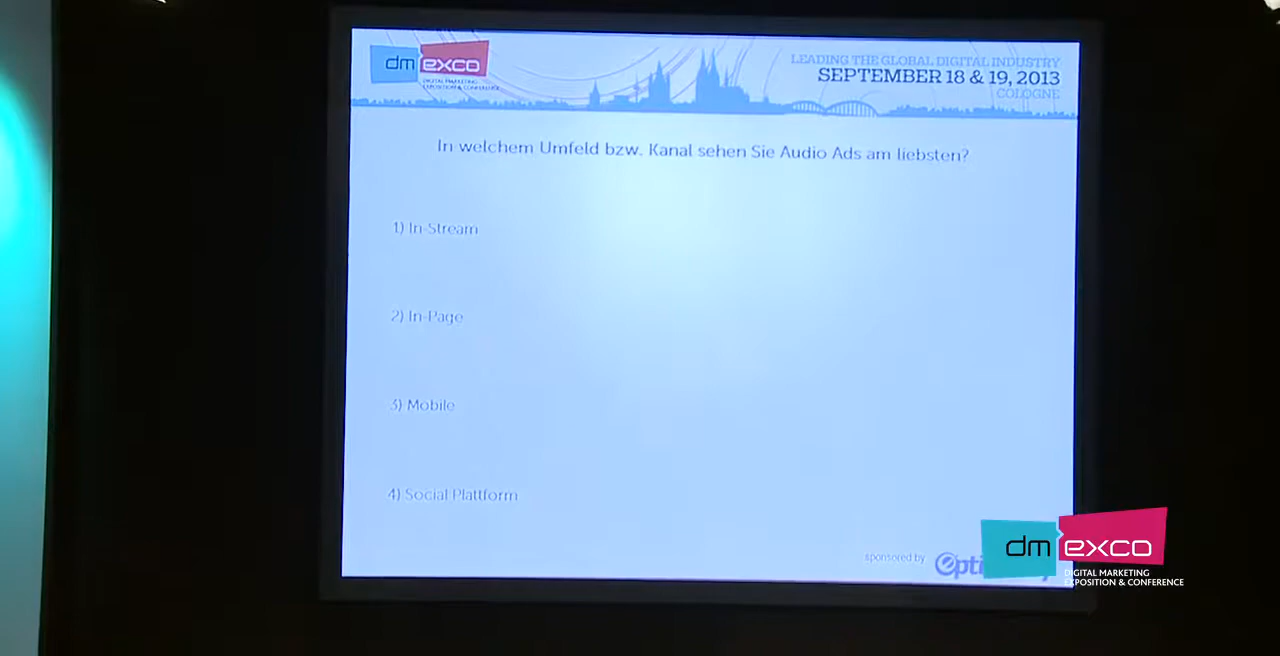 dm exco
DIGITAL MARKETING
EXPOSITION & CONFERENCE
LEADING THE GLOBAL DIGITAL INDUSTRY
SEPTEMBER 18 & 19, 2013
COLOGNE
In welchem Umfeld bzw. Kanal sehen Sie Audio Ads am liebsten?
1) In-Stream
2) In-Page
3) Mobile
4) Social Plattform
sponsored by
dm exco
DIGITAL MARKETING
EXPOSITION & CONFERENCE